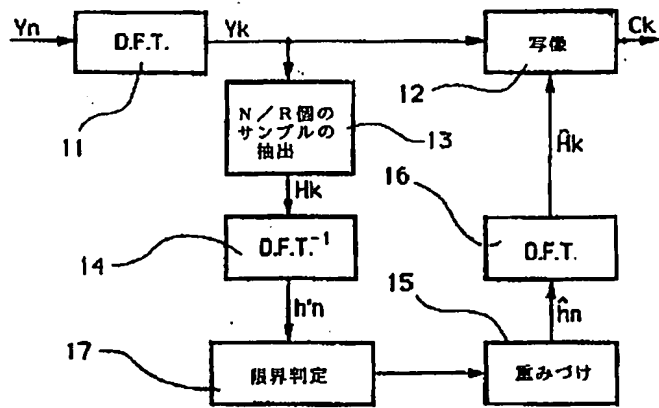 Yn
D.F.T.
Yk
写像
Ck
11
12
N／R個の
サンプルの
抽出
13
Ĥk
Hk
16
14
D.F.T.⁻¹
D.F.T.
h'n
15
ĥn
17
限界判定
重みづけ